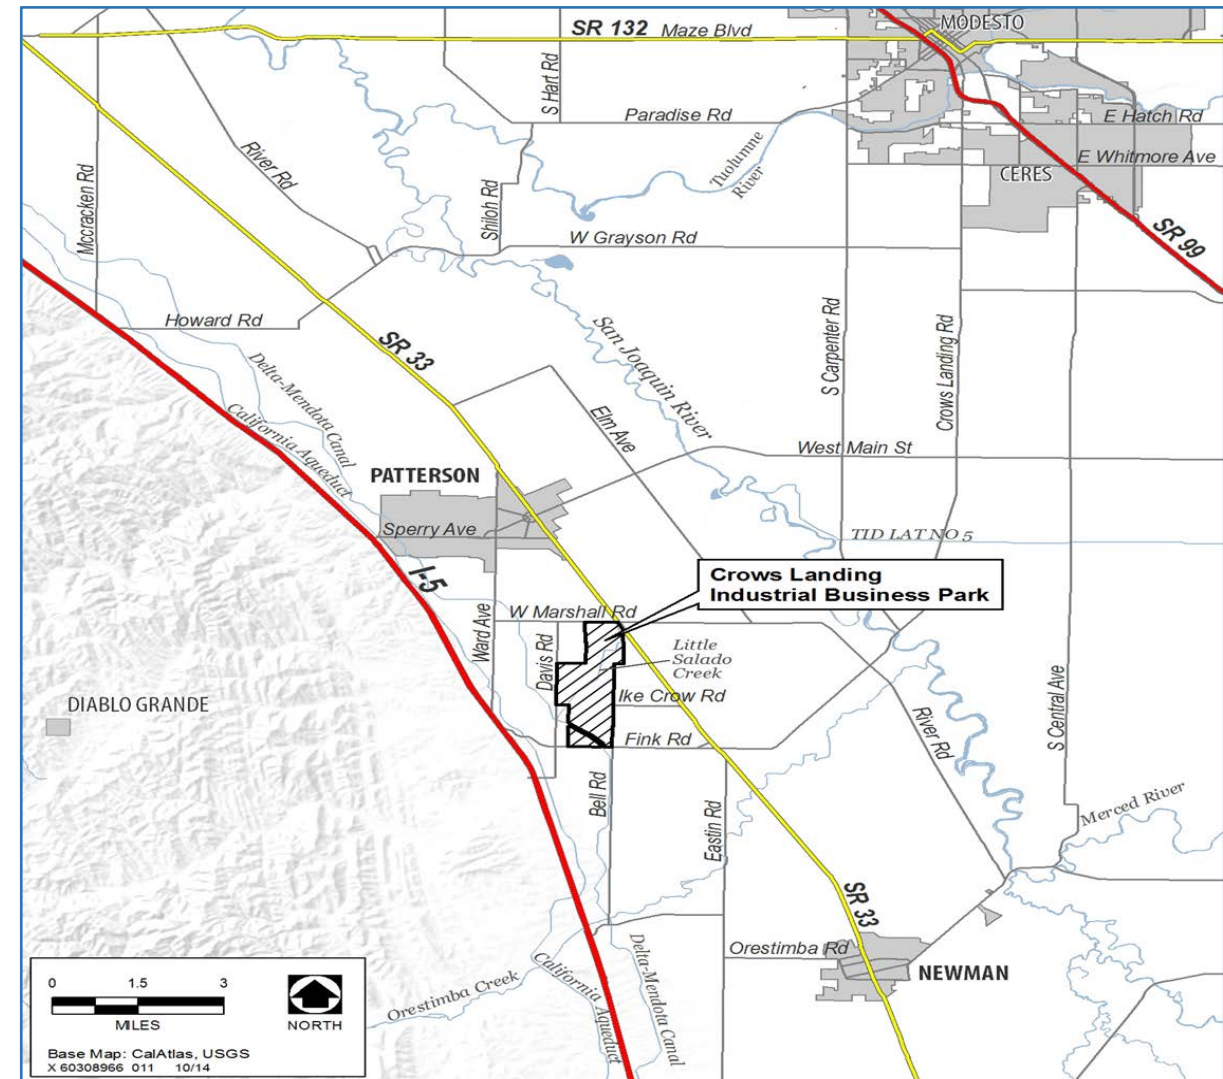 MODESTO
SR 132 Maze Blvd
S Hart Rd
Paradise Rd
E Hatch Rd
E Whitmore Ave
CERES
Tuolumne
River
River Rd
Mccracken Rd
Shiloh Rd
W Grayson Rd
SR 99
Howard Rd
SR 33
San Joaquin River
S Carpenter Rd
Crows Landing Rd
Delta-Mendota Canal
California Aqueduct
Elm Ave
West Main St
PATTERSON
Sperry Ave
TID LAT NO 5
I-5
Crows Landing
Industrial Business Park
W Marshall Rd
Ward Ave
Davis Rd
Little
Salado
Creek
Ike Crow Rd
DIABLO GRANDE
Fink Rd
River Rd
S Central Ave
Bell Rd
Eastin Rd
Merced River
SR 33
Orestimba Rd
NEWMAN
Delta-Mendota Canal
California Aqueduct
Orestimba Creek
0 1.5 3
MILES
NORTH
Base Map: CalAtlas, USGS
X 60308966 011 10/14